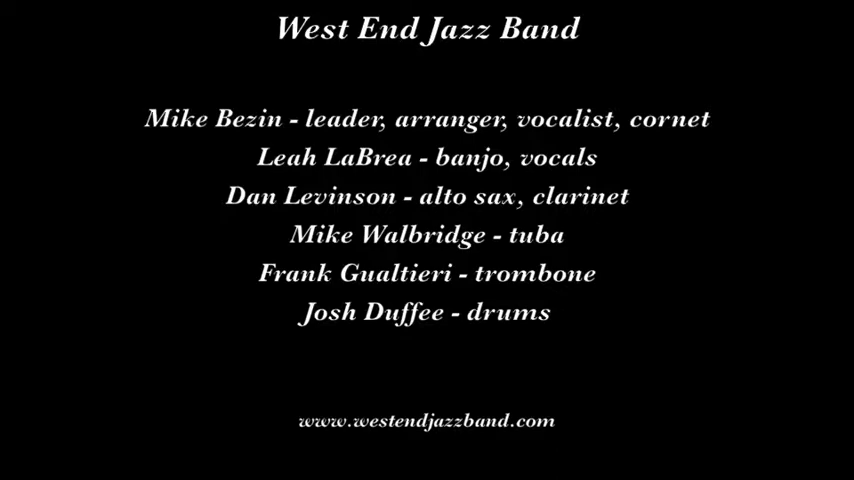 West End Jazz Band
Mike Bezin - leader, arranger, vocalist, cornet
Leah LaBrea - banjo, vocals
Dan Levinson - alto sax, clarinet
Mike Walbridge - tuba
Frank Gualtieri - trombone
Josh Duffee - drums
www.westendjazzband.com